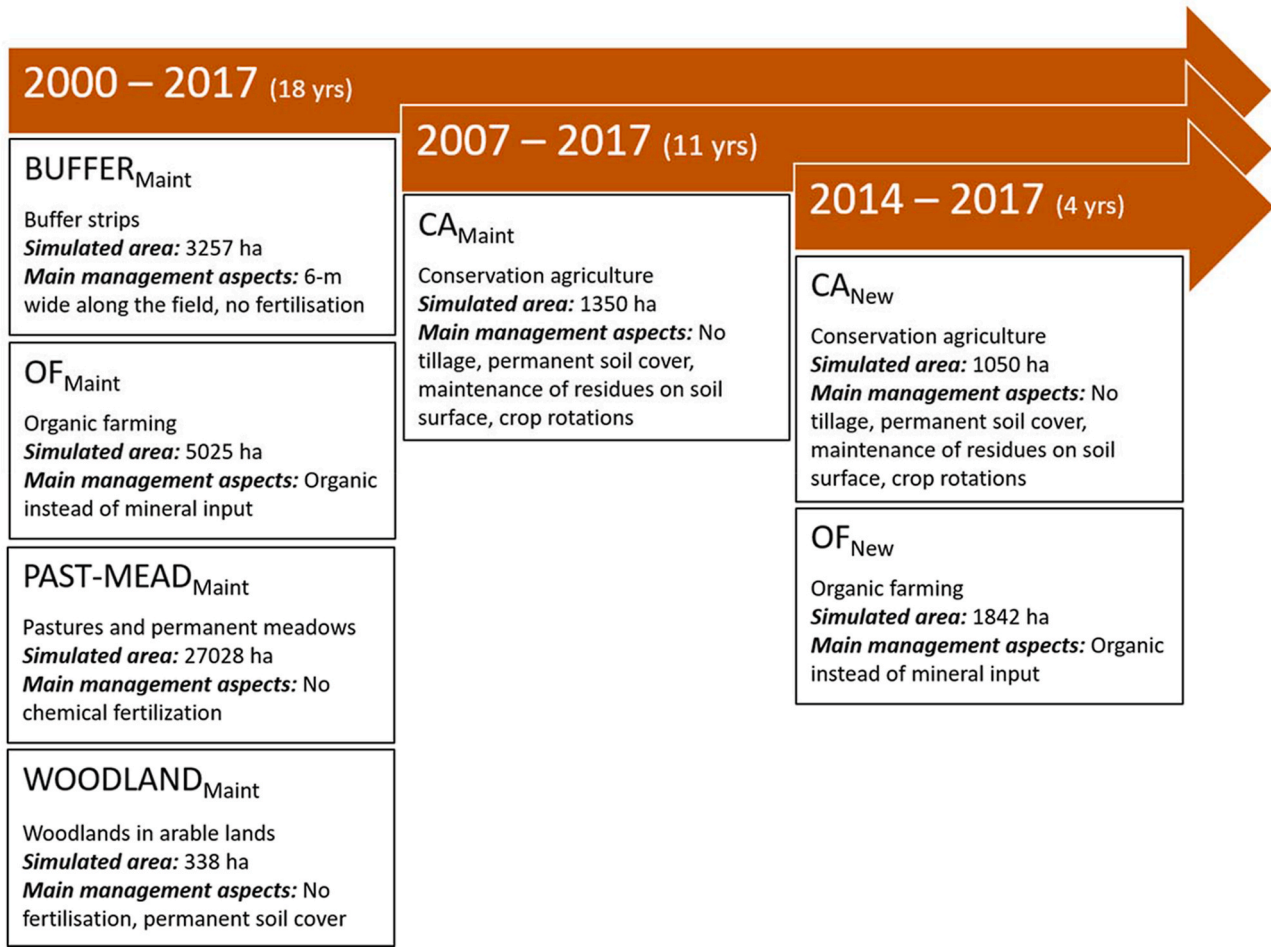 2000 – 2017 (18 yrs)
BUFFERMaint
Buffer strips
Simulated area: 3257 ha
Main management aspects: 6-m
wide along the field, no fertilisation
OFMaint
Organic farming
Simulated area: 5025 ha
Main management aspects: Organic
instead of mineral input
PAST-MEADMaint
Pastures and permanent meadows
Simulated area: 27028 ha
Main management aspects: No
chemical fertilization
WOODLANDMaint
Woodlands in arable lands
Simulated area: 338 ha
Main management aspects: No
fertilisation, permanent soil cover
2007 – 2017 (11 yrs)
CAMaint
Conservation agriculture
Simulated area: 1350 ha
Main management aspects: No
tillage, permanent soil cover,
maintenance of residues on soil
surface, crop rotations
2014 – 2017 (4 yrs)
CANew
Conservation agriculture
Simulated area: 1050 ha
Main management aspects: No
tillage, permanent soil cover,
maintenance of residues on soil
surface, crop rotations
OFNew
Organic farming
Simulated area: 1842 ha
Main management aspects: Organic
instead of mineral input